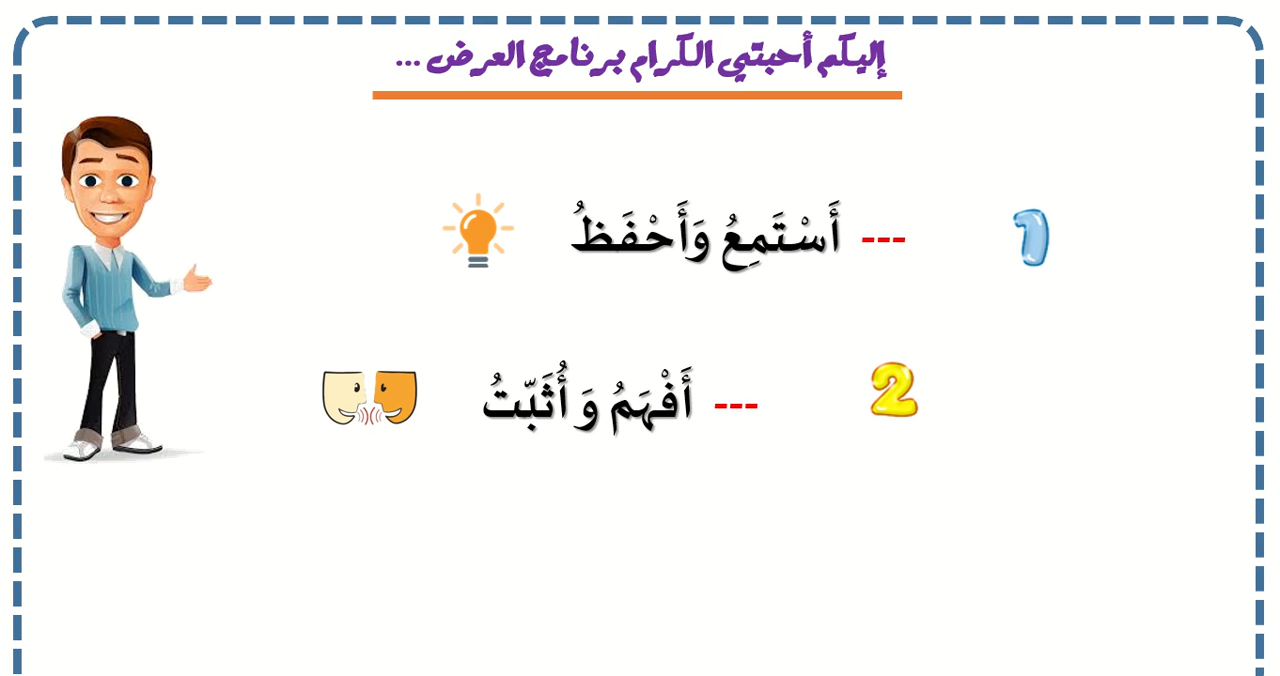 إليكم أحبتي الكرام برنامج العرض ...
1 --- أَسْتَمِعُ وَأَحْفَظُ
2 --- أَفْهَمُ وَ أُثَبّتُ